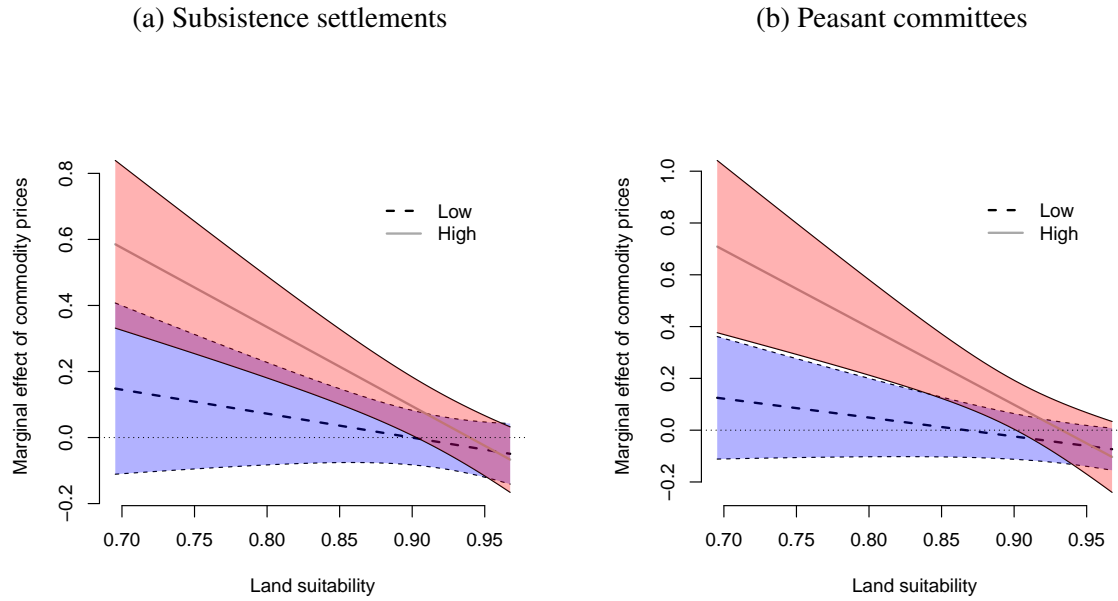 (a) Subsistence settlements
Marginal effect of commodity prices
0.8
0.6
0.4
0.2
0.0
−0.2
Low
High
0.70 0.75 0.80 0.85 0.90 0.95
Land suitability
(b) Peasant committees
Marginal effect of commodity prices
1.0
0.8
0.6
0.4
0.2
0.0
−0.2
Low
High
0.70 0.75 0.80 0.85 0.90 0.95
Land suitability